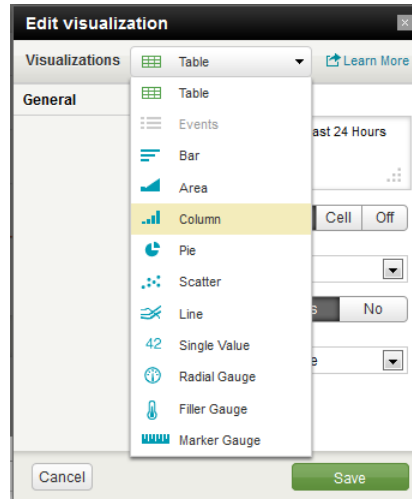 Edit visualization
Visualizations Table Learn More
General
Table
Events
ast 24 Hours
Bar
Area
Column
Cell Off
Pie
Scatter
Line
s No
42 Single Value
e
Radial Gauge
Filler Gauge
Marker Gauge
Cancel Save